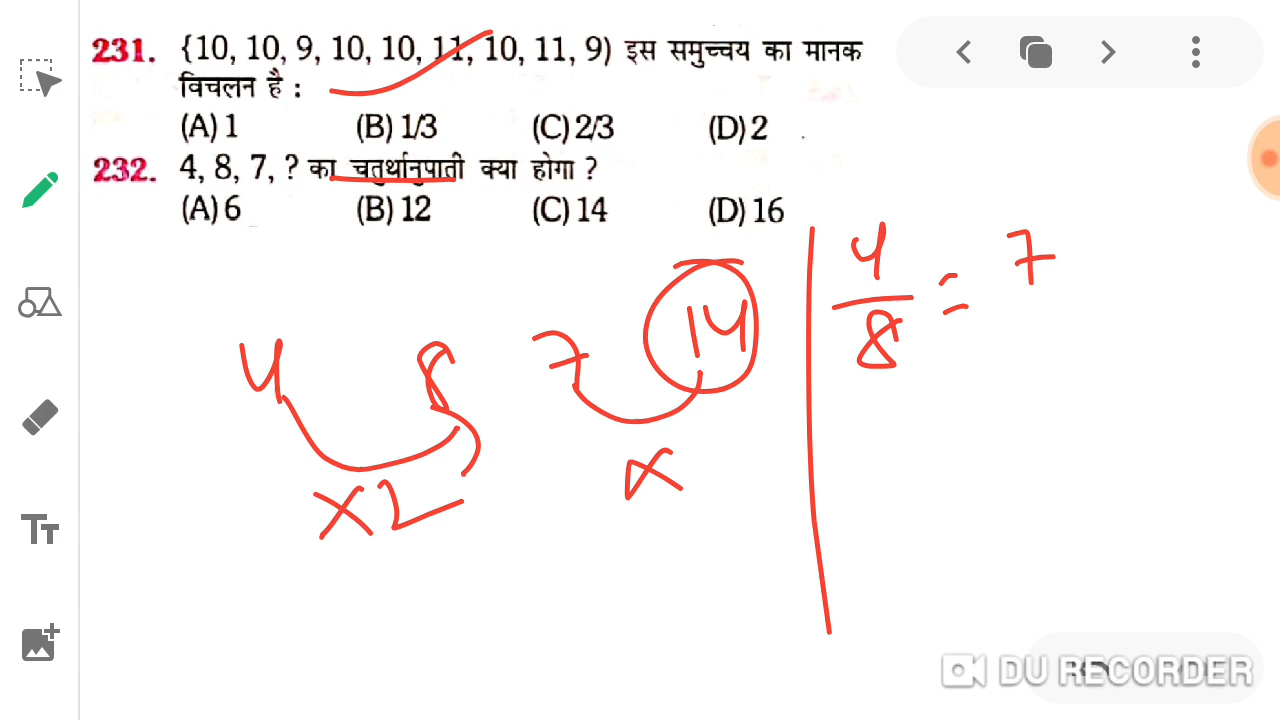 231. {10, 10, 9, 10, 10, 11, 10, 11, 9) इस समुच्चय का मानक
विचलन है :
(A) 1 (B) 1/3 (C) 2/3 (D) 2
232. 4, 8, 7, ? का चतुर्थानुपाती क्या होगा ?
(A) 6 (B) 12 (C) 14 (D) 16
4 8 7 14
×2 ×
4/8 = 7
Tт
DU RECORDER